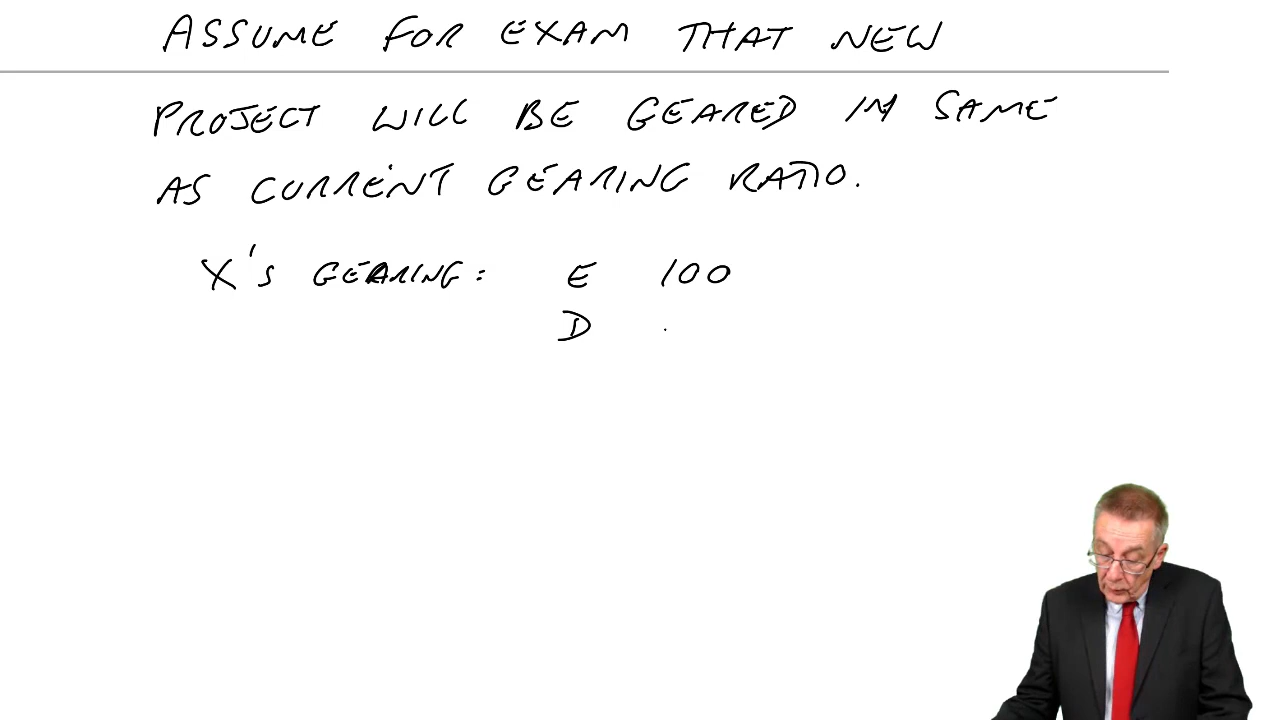 ASSUME FOR EXAM THAT NEW
PROJECT WILL BE GEARED IN SAME
AS CURRENT GEARING RATIO.
X'S GEARING: E 100
D